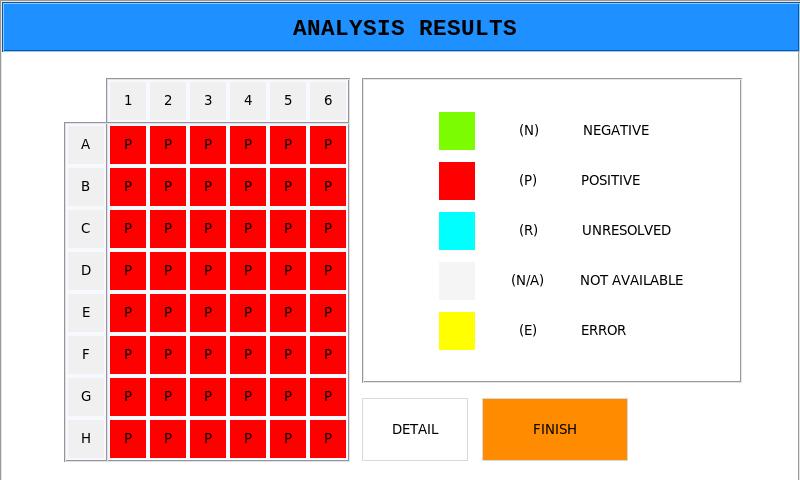 ANALYSIS RESULTS
1 2 3 4 5 6
A P P P P P P
B P P P P P P
C P P P P P P
D P P P P P P
E P P P P P P
F P P P P P P
G P P P P P P
H P P P P P P
(N) NEGATIVE
(P) POSITIVE
(R) UNRESOLVED
(N/A) NOT AVAILABLE
(E) ERROR
DETAIL FINISH